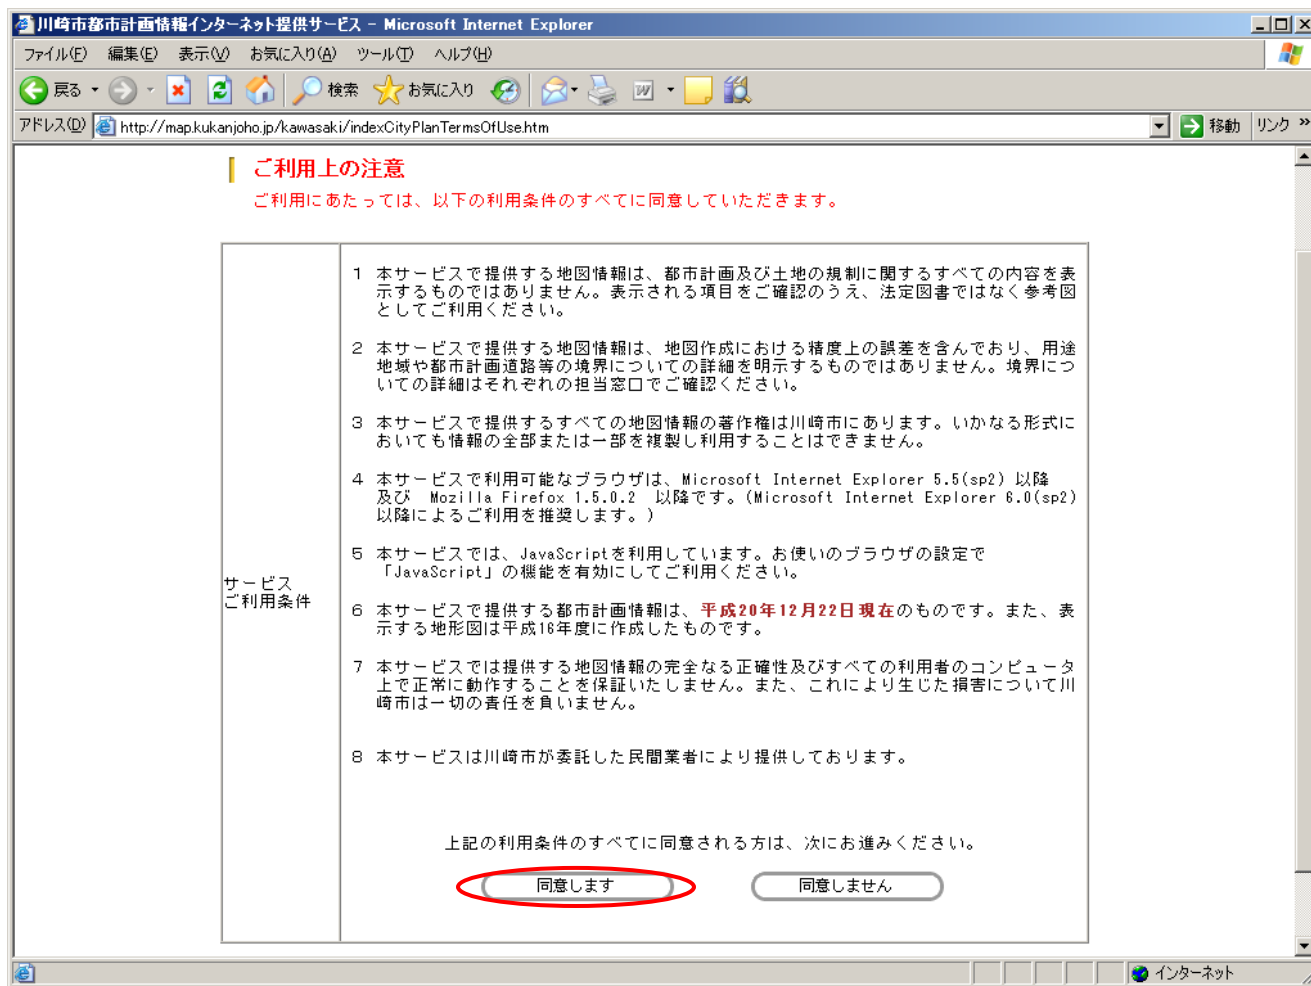 川崎市都市計画情報インターネット提供サービス - Microsoft Internet Explorer
ファイル(F) 編集(E) 表示(V) お気に入り(A) ツール(T) ヘルプ(H)
戻る 検索 お気に入り
アドレス(D) http://map.kukanjoho.jp/kawasaki/indexCityPlanTermsOfUse.htm 移動 リンク »
ご利用上の注意
ご利用にあたっては、以下の利用条件のすべてに同意していただきます。
サービス
ご利用条件
1 本サービスで提供する地図情報は、都市計画及び土地の規制に関するすべての内容を表
示するものではありません。表示される項目をご確認のうえ、法定図書ではなく参考図
としてご利用ください。
2 本サービスで提供する地図情報は、地図作成における精度上の誤差を含んでおり、用途
地域や都市計画道路等の境界についての詳細を明示するものではありません。境界につ
いての詳細はそれぞれの担当窓口でご確認ください。
3 本サービスで提供するすべての地図情報の著作権は川崎市にあります。いかなる形式に
おいても情報の全部または一部を複製し利用することはできません。
4 本サービスで利用可能なブラウザは、Microsoft Internet Explorer 5.5(sp2) 以降
及び Mozilla Firefox 1.5.0.2 以降です。(Microsoft Internet Explorer 6.0(sp2)
以降によるご利用を推奨します。)
5 本サービスでは、JavaScriptを利用しています。お使いのブラウザの設定で
「JavaScript」の機能を有効にしてご利用ください。
6 本サービスで提供する都市計画情報は、平成20年12月22日現在のものです。また、表
示する地形図は平成16年度に作成したものです。
7 本サービスでは提供する地図情報の完全なる正確性及びすべての利用者のコンピュータ
上で正常に動作することを保証いたしません。また、これにより生じた損害について川
崎市は一切の責任を負いません。
8 本サービスは川崎市が委託した民間業者により提供しております。
上記の利用条件のすべてに同意される方は、次にお進みください。
同意します 同意しません
インターネット